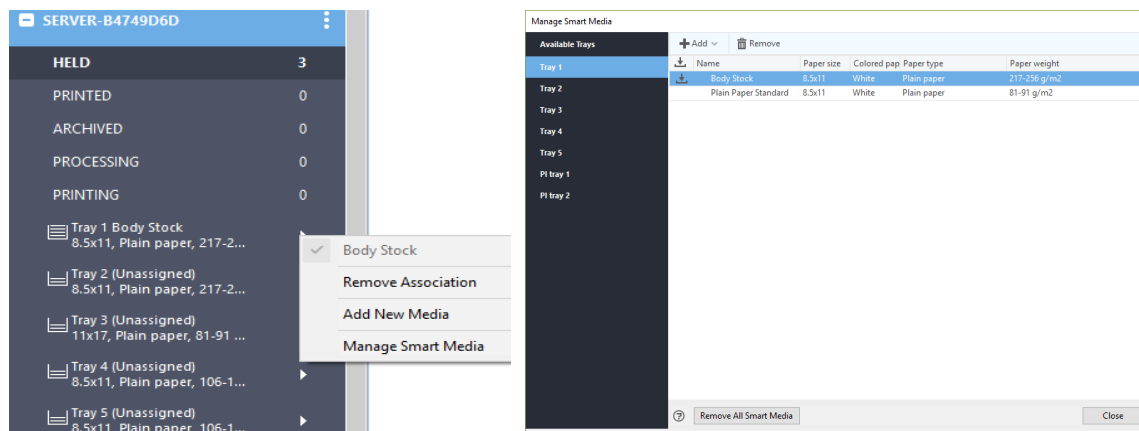 SERVER-B4749D6D
HELD 3
PRINTED 0
ARCHIVED 0
PROCESSING 0
PRINTING 0
Tray 1 Body Stock
8.5x11, Plain paper, 217-2...
Tray 2 (Unassigned)
8.5x11, Plain paper, 217-2...
Tray 3 (Unassigned)
11x17, Plain paper, 81-91 ...
Tray 4 (Unassigned)
8.5x11, Plain paper, 106-1...
Tray 5 (Unassigned)
8.5x11, Plain paper, 106-1...
Body Stock
Remove Association
Add New Media
Manage Smart Media
Manage Smart Media
Available Trays
Tray 1
Tray 2
Tray 3
Tray 4
Tray 5
PI tray 1
PI tray 2
Add Remove
Name Paper size Colored pap Paper type Paper weight
Body Stock 8.5x11 White Plain paper 217-256 g/m2
Plain Paper Standard 8.5x11 White Plain paper 81-91 g/m2
? Remove All Smart Media Close